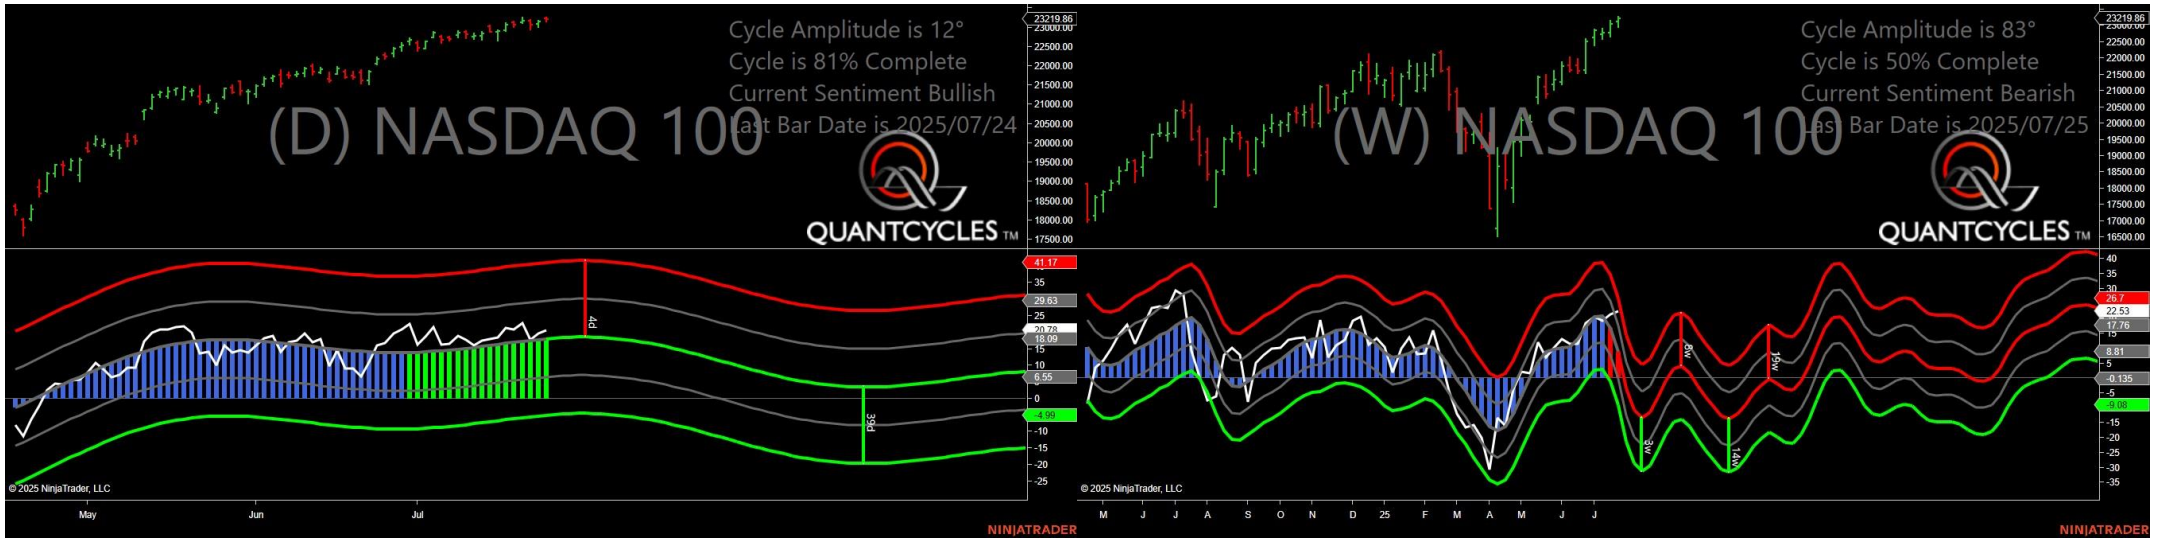 Cycle Amplitude is 12°
Cycle is 81% Complete
Current Sentiment Bullish
Last Bar Date is 2025/07/24
(D) NASDAQ 100
QUANTCYCLES TM
23219.86
23000.00
22500.00
22000.00
21500.00
21000.00
20500.00
20000.00
19500.00
19000.00
18500.00
18000.00
17500.00
41.17
35
29.63
25
20.78
18.09
15
10
6.55
0
-4.99
-10
-15
-20
-25
4d
39d
© 2025 NinjaTrader, LLC
May Jun Jul
NINJATRADER
Cycle Amplitude is 83°
Cycle is 50% Complete
Current Sentiment Bearish
Last Bar Date is 2025/07/25
(W) NASDAQ 100
QUANTCYCLES TM
23219.86
23000.00
22500.00
22000.00
21500.00
21000.00
20500.00
20000.00
19500.00
19000.00
18500.00
18000.00
17500.00
17000.00
16500.00
40
35
30
26.7
22.53
17.76
8.81
5
-0.135
-5
-9.08
-15
-20
-25
-30
-35
8w
19w
3w
14w
© 2025 NinjaTrader, LLC
M J J A S O N D 25 F M A M J J
NINJATRADER